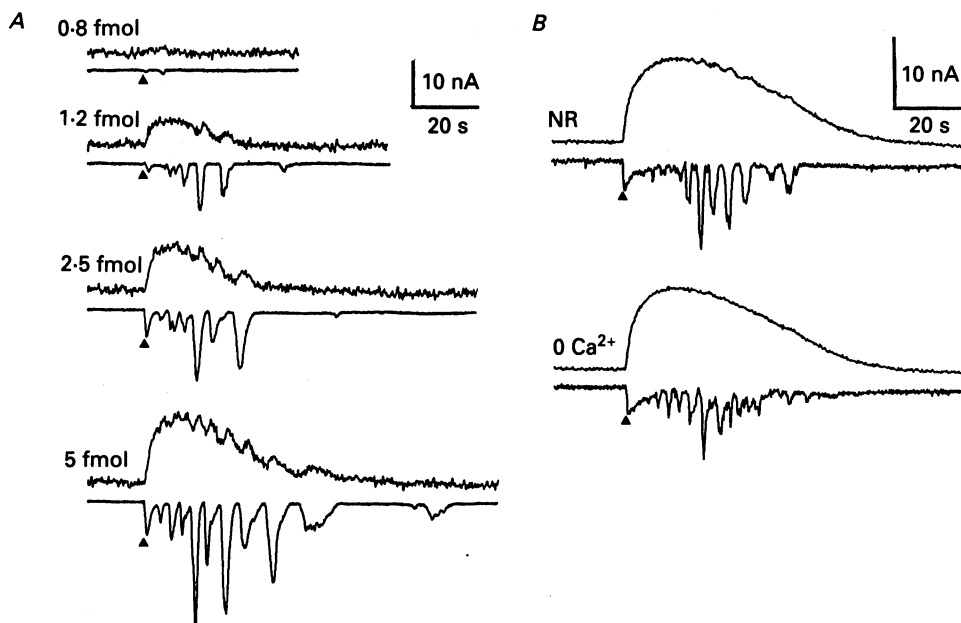 A
0·8 fmol
10 nA
20 s
1·2 fmol
2·5 fmol
5 fmol
B
10 nA
20 s
NR
0 Ca²⁺